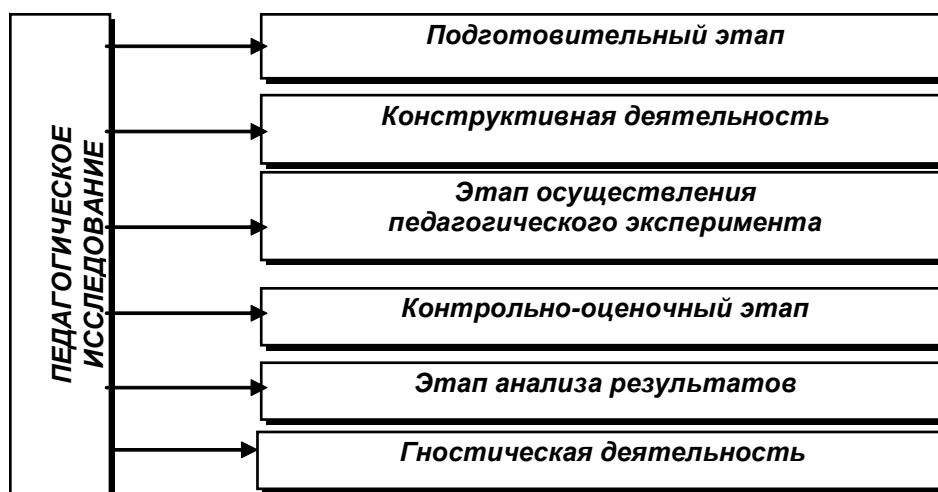 ПЕДАГОГИЧЕСКОЕ
ИССЛЕДОВАНИЕ
Подготовительный этап
Конструктивная деятельность
Этап осуществления
педагогического эксперимента
Контрольно-оценочный этап
Этап анализа результатов
Гностическая деятельность